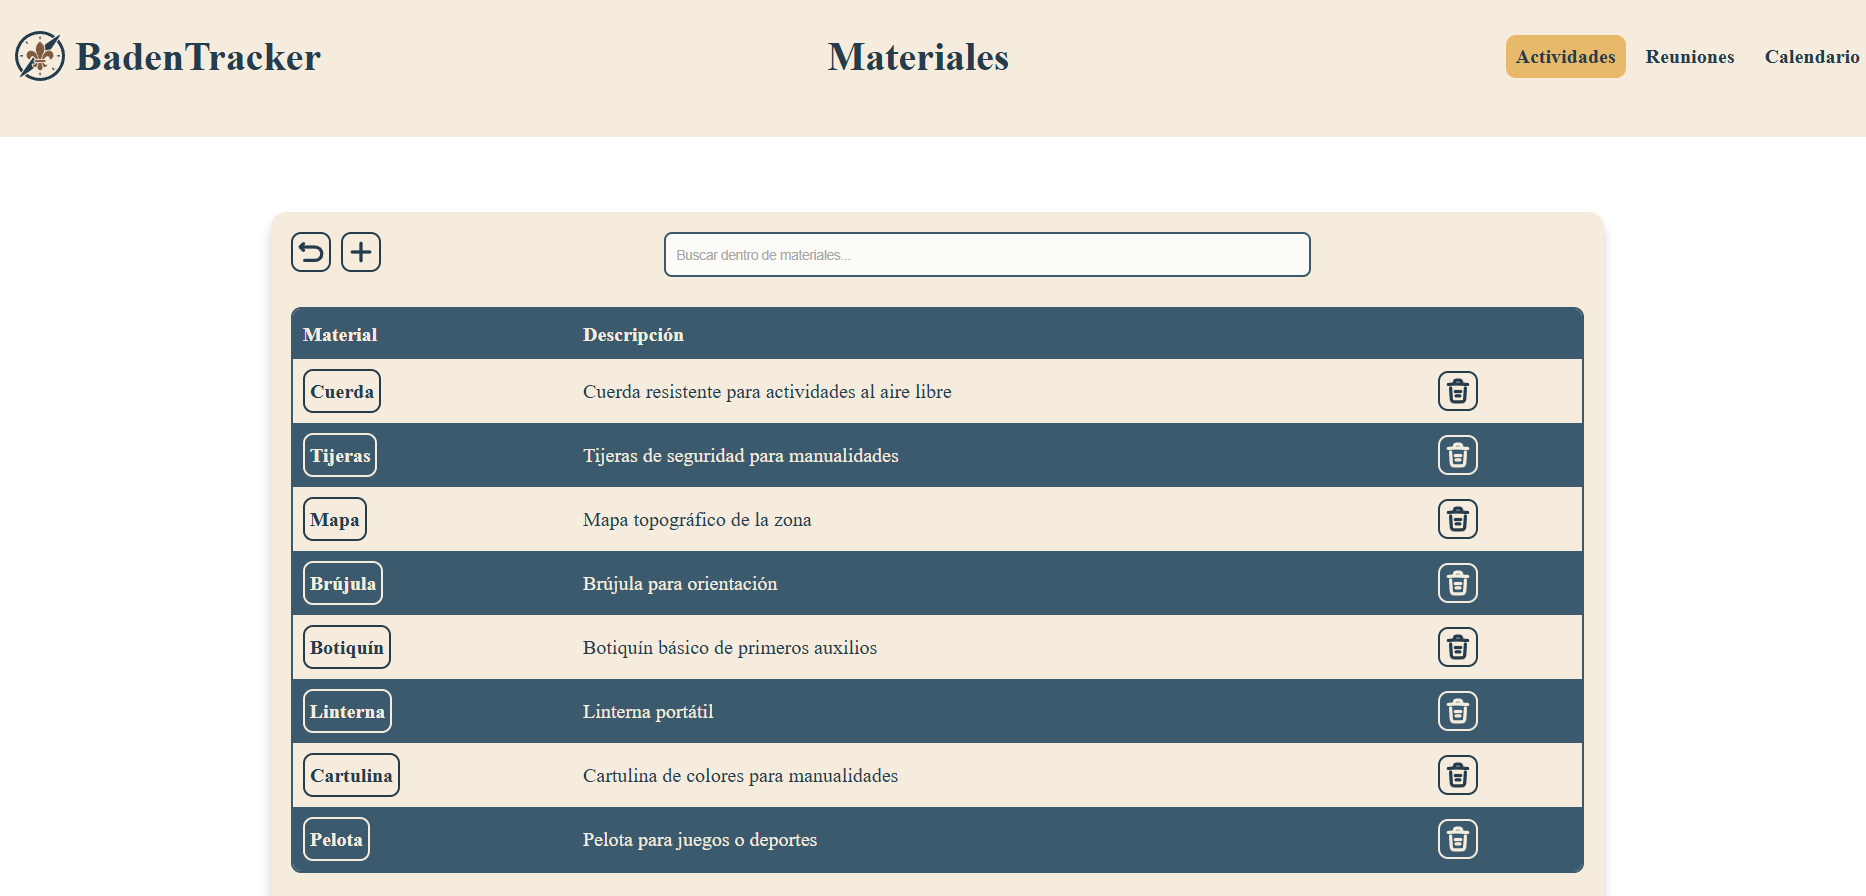 BadenTracker
Materiales
Actividades Reuniones Calendario
Buscar dentro de materiales...
Material Descripción
Cuerda Cuerda resistente para actividades al aire libre
Tijeras Tijeras de seguridad para manualidades
Mapa Mapa topográfico de la zona
Brújula Brújula para orientación
Botiquín Botiquín básico de primeros auxilios
Linterna Linterna portátil
Cartulina Cartulina de colores para manualidades
Pelota Pelota para juegos o deportes